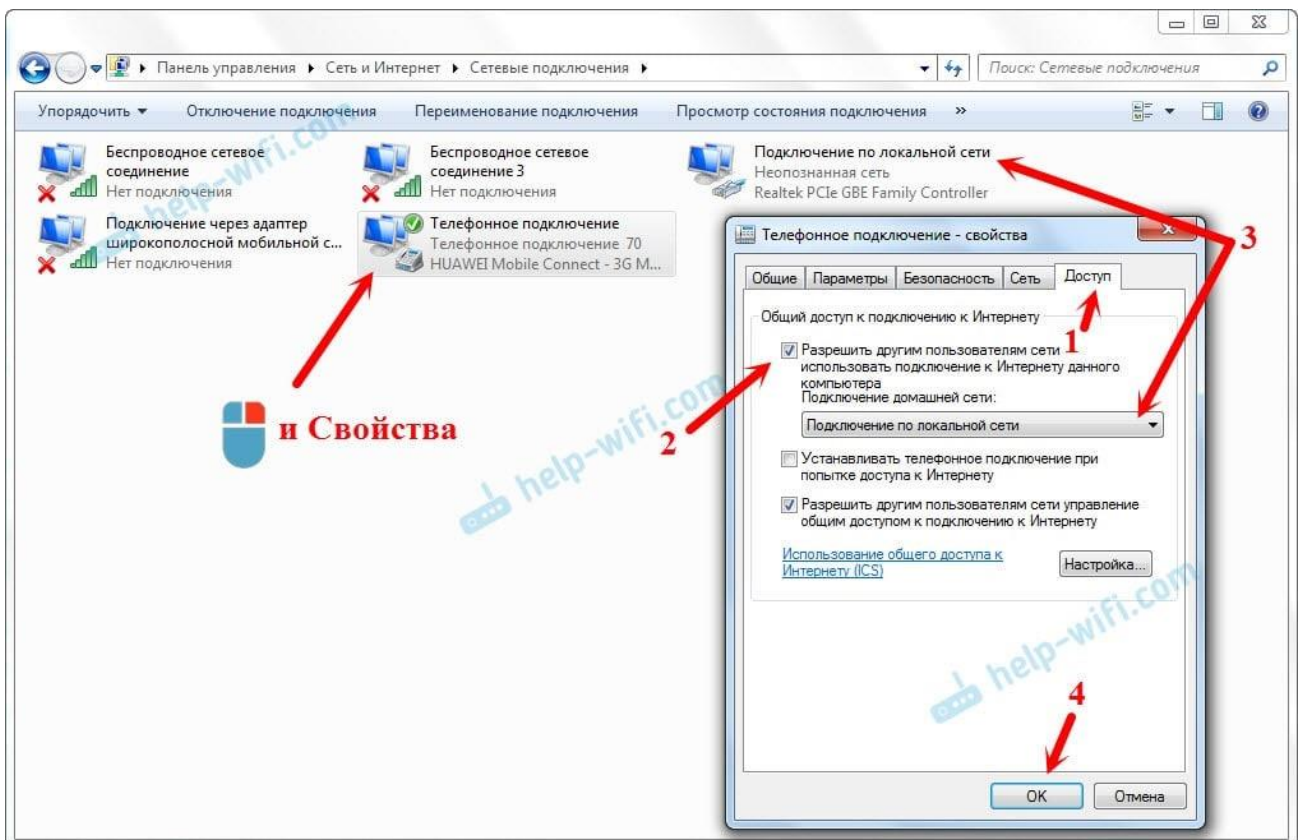 Панель управления Сеть и Интернет Сетевые подключения
Поиск: Сетевые подключения
Упорядочить Отключение подключения Переименование подключения Просмотр состояния подключения »
Беспроводное сетевое
соединение
Нет подключения
Беспроводное сетевое
соединение 3
Нет подключения
Подключение по локальной сети
Неопознанная сеть
Realtek PCIe GBE Family Controller
Подключение через адаптер
широкополосной мобильной с...
Нет подключения
Телефонное подключение
Телефонное подключение 70
HUAWEI Mobile Connect - 3G M...
Телефонное подключение - свойства
Общие Параметры Безопасность Сеть Доступ
Общий доступ к подключению к Интернету
Разрешить другим пользователям сети
использовать подключение к Интернету данного
компьютера
Подключение домашней сети:
Подключение по локальной сети
Устанавливать телефонное подключение при
попытке доступа к Интернету
Разрешить другим пользователям сети управление
общим доступом к подключению к Интернету
Использование общего доступа к
Интернету (ICS)
Настройка...
OK Отмена
и Свойства
1
2
3
4
help-wifi.com
help-wifi.com
help-wifi.com